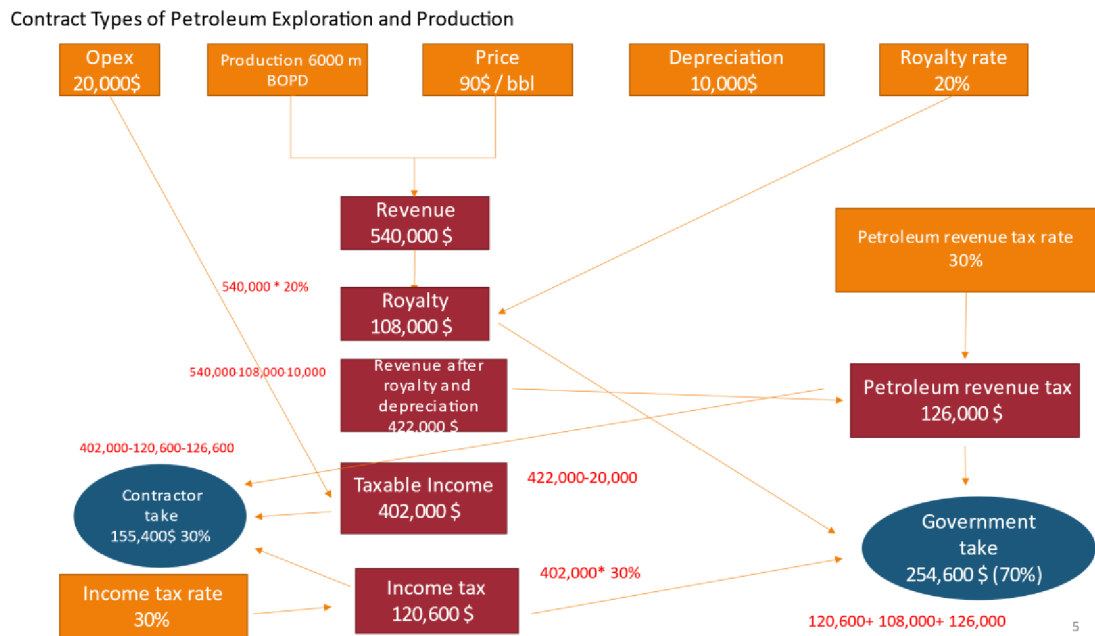 Contract Types of Petroleum Exploration and Production
Opex
20,000$
Production 6000 m
BOPD
Price
90$ / bbl
Depreciation
10,000$
Royalty rate
20%
Revenue
540,000 $
Petroleum revenue tax rate
30%
540,000 * 20%
Royalty
108,000 $
540,000-108,000-10,000
Revenue after
royalty and
depreciation
422,000 $
Petroleum revenue tax
126,000 $
402,000-120,600-126,600
Contractor
take
155,400$ 30%
Taxable Income
402,000 $
422,000-20,000
Government
take
254,600 $ (70%)
Income tax rate
30%
Income tax
120,600 $
402,000* 30%
120,600+ 108,000+ 126,000
5